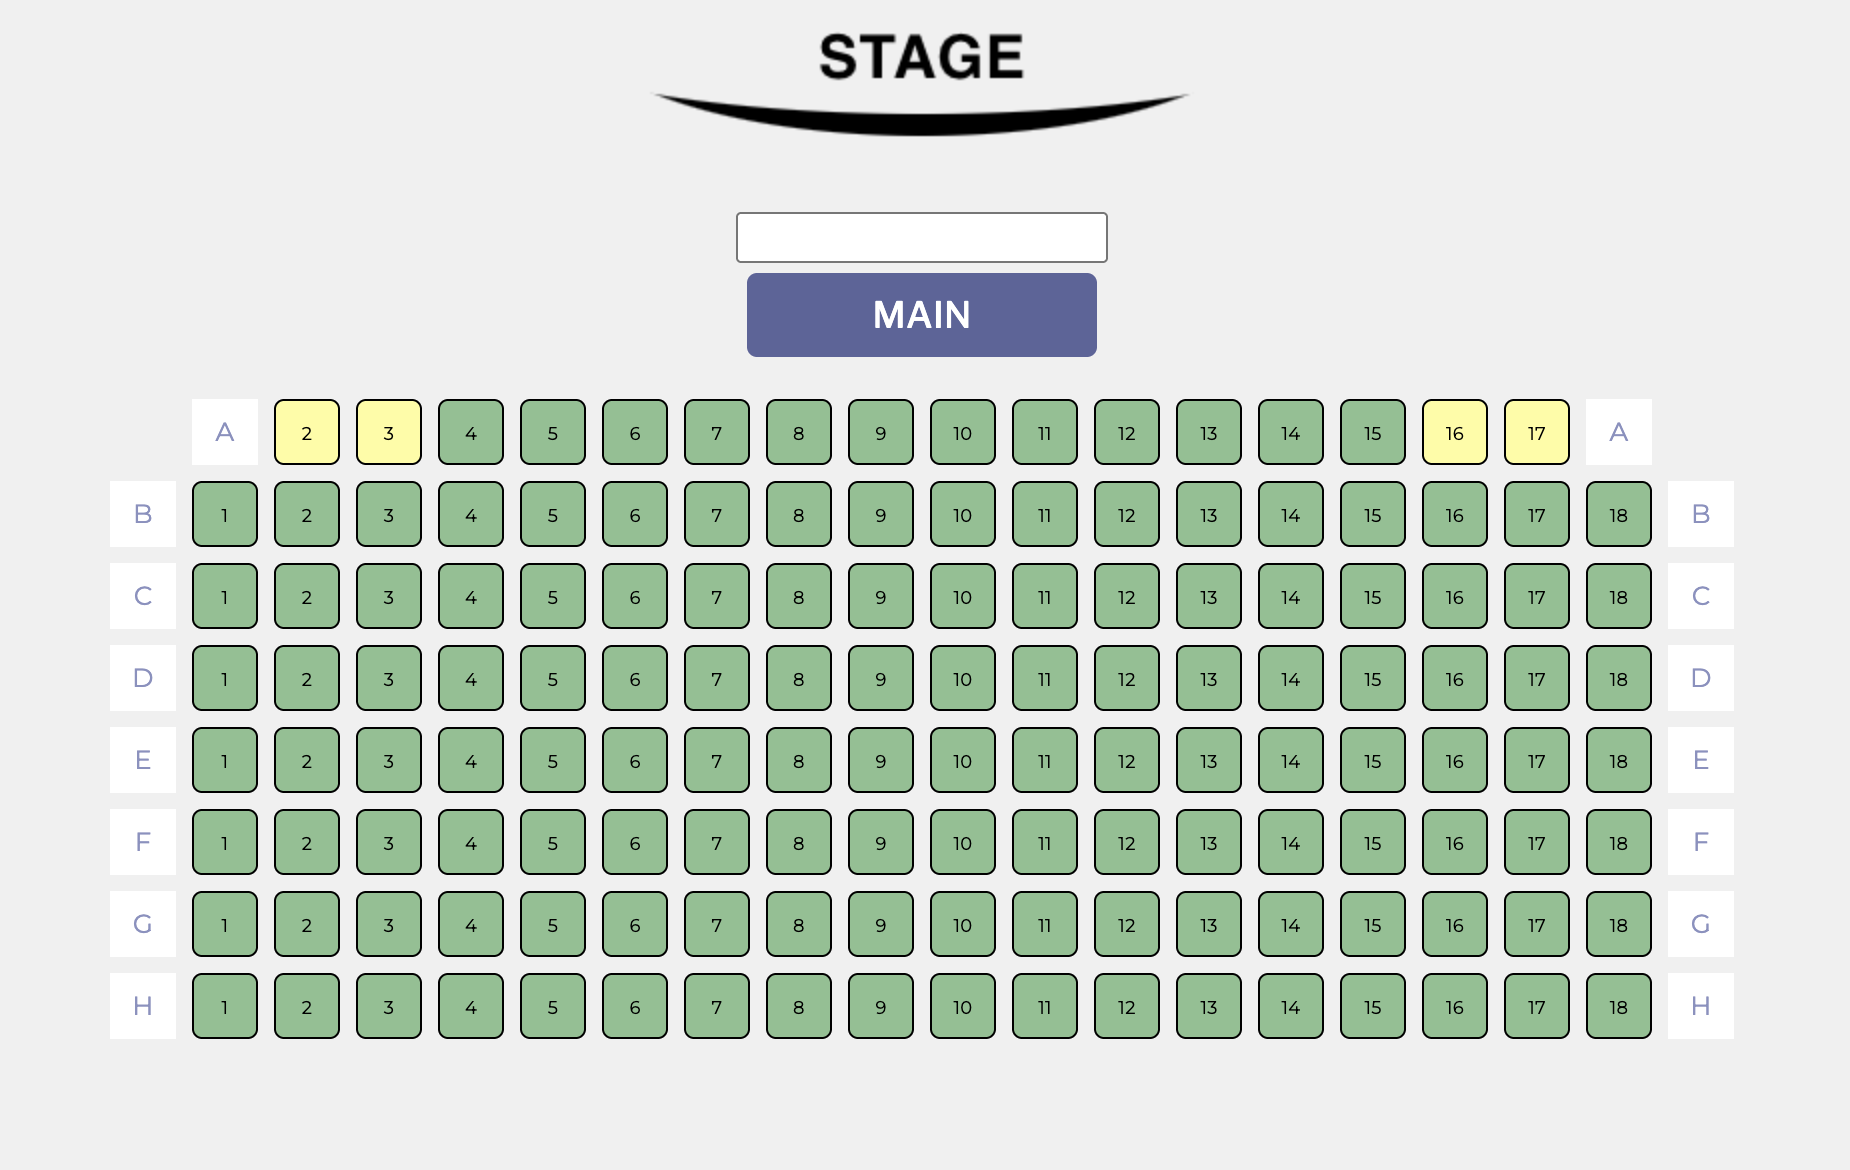 STAGE
MAIN
A 2 3 4 5 6 7 8 9 10 11 12 13 14 15 16 17 A
B 1 2 3 4 5 6 7 8 9 10 11 12 13 14 15 16 17 18 B
C 1 2 3 4 5 6 7 8 9 10 11 12 13 14 15 16 17 18 C
D 1 2 3 4 5 6 7 8 9 10 11 12 13 14 15 16 17 18 D
E 1 2 3 4 5 6 7 8 9 10 11 12 13 14 15 16 17 18 E
F 1 2 3 4 5 6 7 8 9 10 11 12 13 14 15 16 17 18 F
G 1 2 3 4 5 6 7 8 9 10 11 12 13 14 15 16 17 18 G
H 1 2 3 4 5 6 7 8 9 10 11 12 13 14 15 16 17 18 H